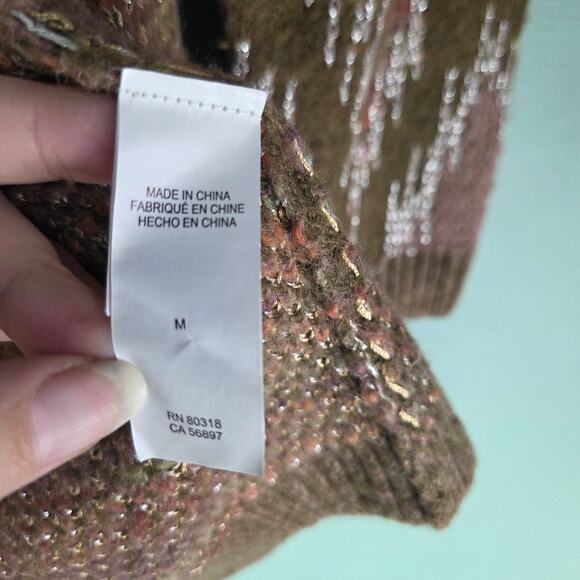 MADE IN CHINA
FABRIQUÉ EN CHINE
HECHO EN CHINA
M
RN 80318
CA 56897